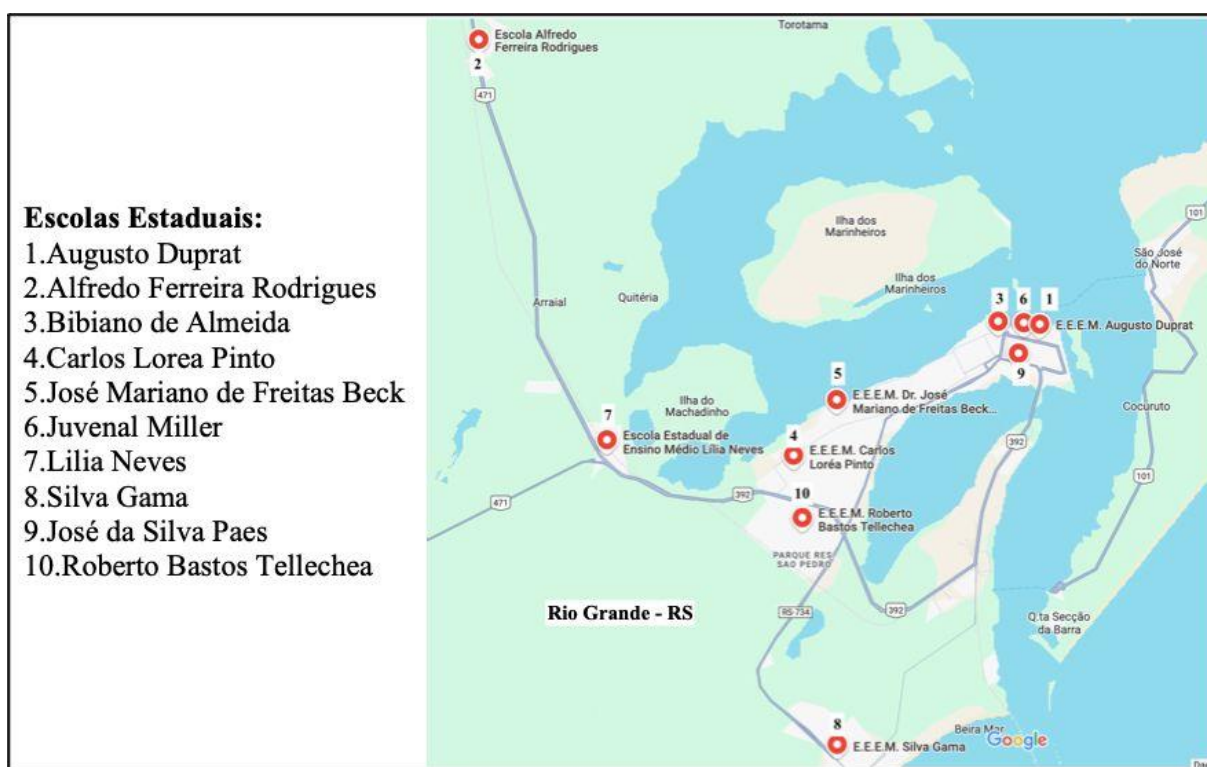 Escolas Estaduais:
1.Augusto Duprat
2.Alfredo Ferreira Rodrigues
3.Bibiano de Almeida
4.Carlos Lorea Pinto
5.José Mariano de Freitas Beck
6.Juvenal Miller
7.Lilia Neves
8.Silva Gama
9.José da Silva Paes
10.Roberto Bastos Tellechea
Torotama
Escola Alfredo
Ferreira Rodrigues
2
471
101
Ilha dos
Marinheiros
São José
do Norte
Ilha dos
Marinheiros
Arraial
Quitéria
3
6
1
E.E.E.M. Augusto Duprat
9
5
E.E.E.M. Dr. José
Mariano de Freitas Beck...
Ilha do
Machadinho
Cocuruto
7
Escola Estadual de
Ensino Médio Lília Neves
4
E.E.E.M. Carlos
Loréa Pinto
392
101
471
392
10
E.E.E.M. Roberto
Bastos Tellechea
PARQUE RES
SAO PEDRO
Rio Grande - RS
RS-734
392
Q.ta Secção
da Barra
8
E.E.E.M. Silva Gama
Beira Mar
Google